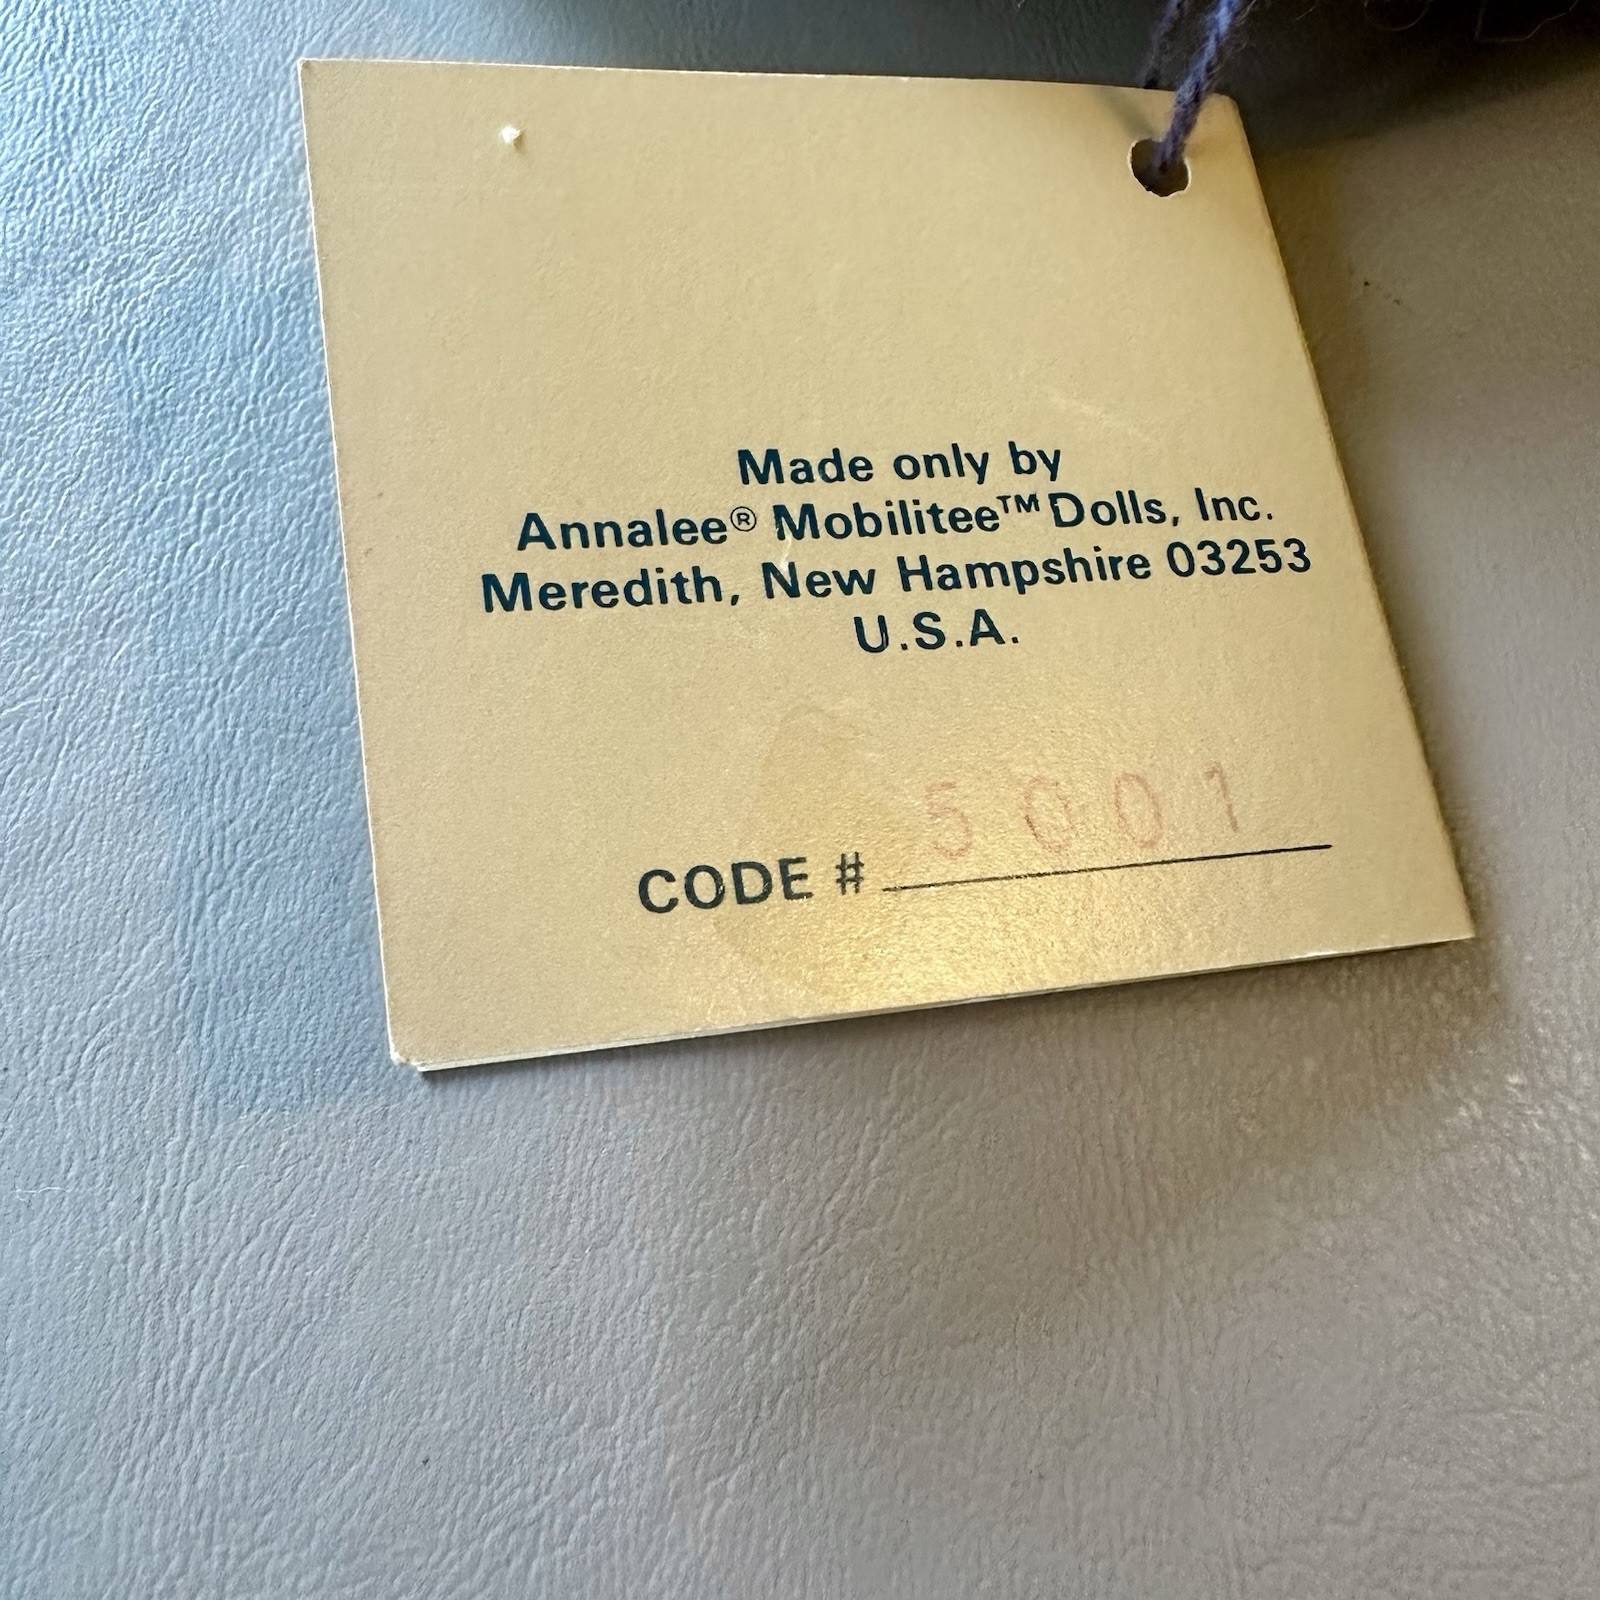 Made only by
Annalee® Mobilitee™ Dolls, Inc.
Meredith, New Hampshire 03253
U.S.A.
CODE # 5001